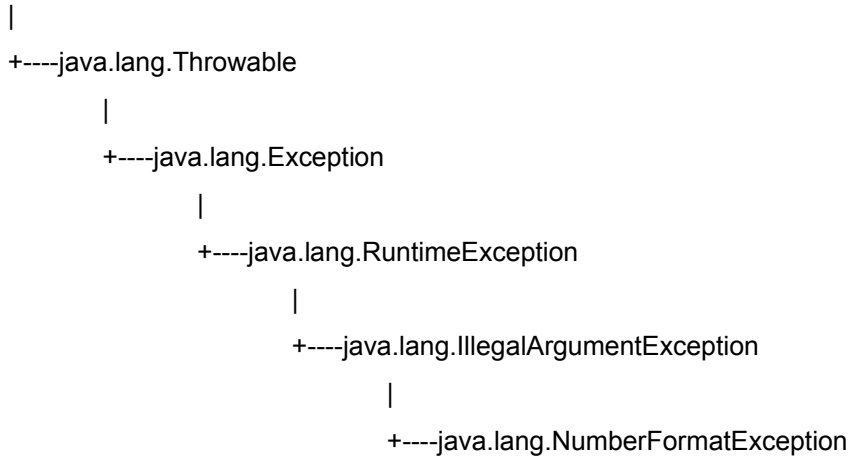 |
+----java.lang.Throwable
|
+----java.lang.Exception
|
+----java.lang.RuntimeException
|
+----java.lang.IllegalArgumentException
|
+----java.lang.NumberFormatException